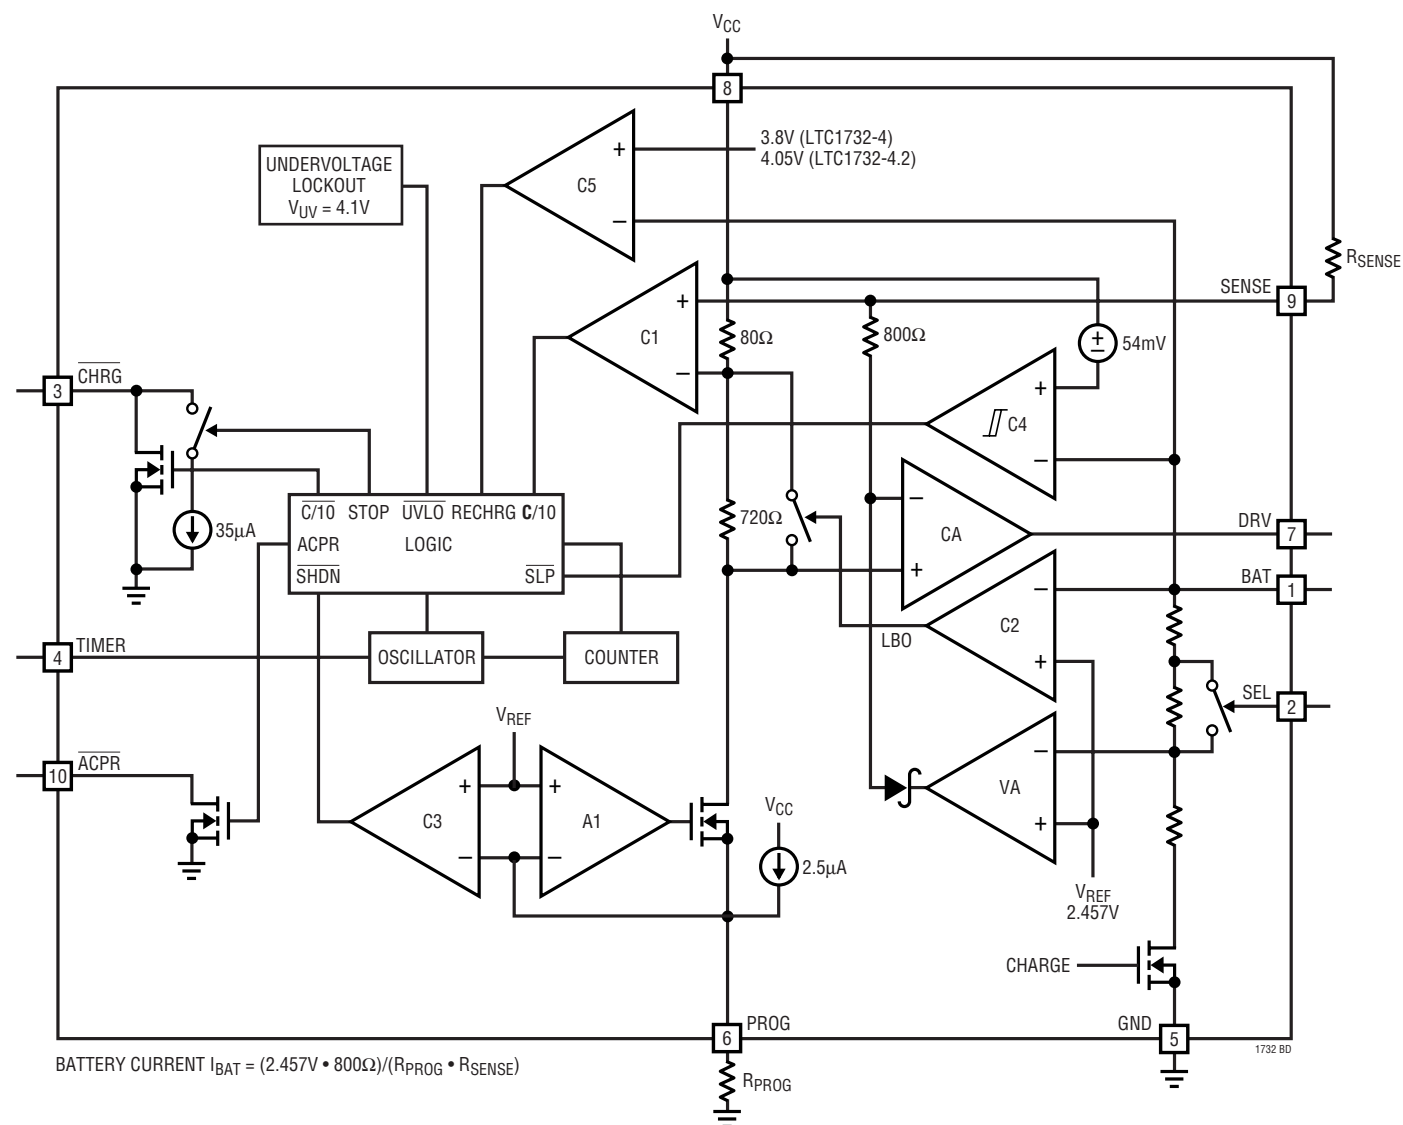 VCC
8
3.8V (LTC1732-4)
4.05V (LTC1732-4.2)
+
C5
−
UNDERVOLTAGE
LOCKOUT
VUV = 4.1V
RSENSE
SENSE
9
+
C1
−
80Ω
800Ω
+
−
54mV
CHRG
3
+
C4
−
35µA
C/10 STOP UVLO RECHRG C/10
ACPR LOGIC
SHDN SLP
720Ω
−
CA
+
DRV
7
BAT
1
−
C2
+
LBO
TIMER
4
OSCILLATOR
COUNTER
SEL
2
VREF
ACPR
10
+
C3
−
+
A1
−
−
VA
+
VCC
2.5µA
VREF
2.457V
CHARGE
PROG
6
GND
5
1732 BD
BATTERY CURRENT IBAT = (2.457V • 800Ω)/(RPROG • RSENSE)
RPROG